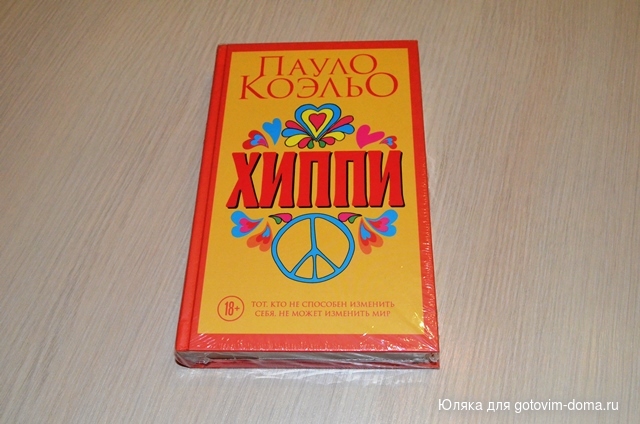 ПАУЛО
КОЭЛЬО
ХИППИ
18+
ТОТ, КТО НЕ СПОСОБЕН ИЗМЕНИТЬ
СЕБЯ, НЕ МОЖЕТ ИЗМЕНИТЬ МИР
Юляка для gotovim-doma.ru